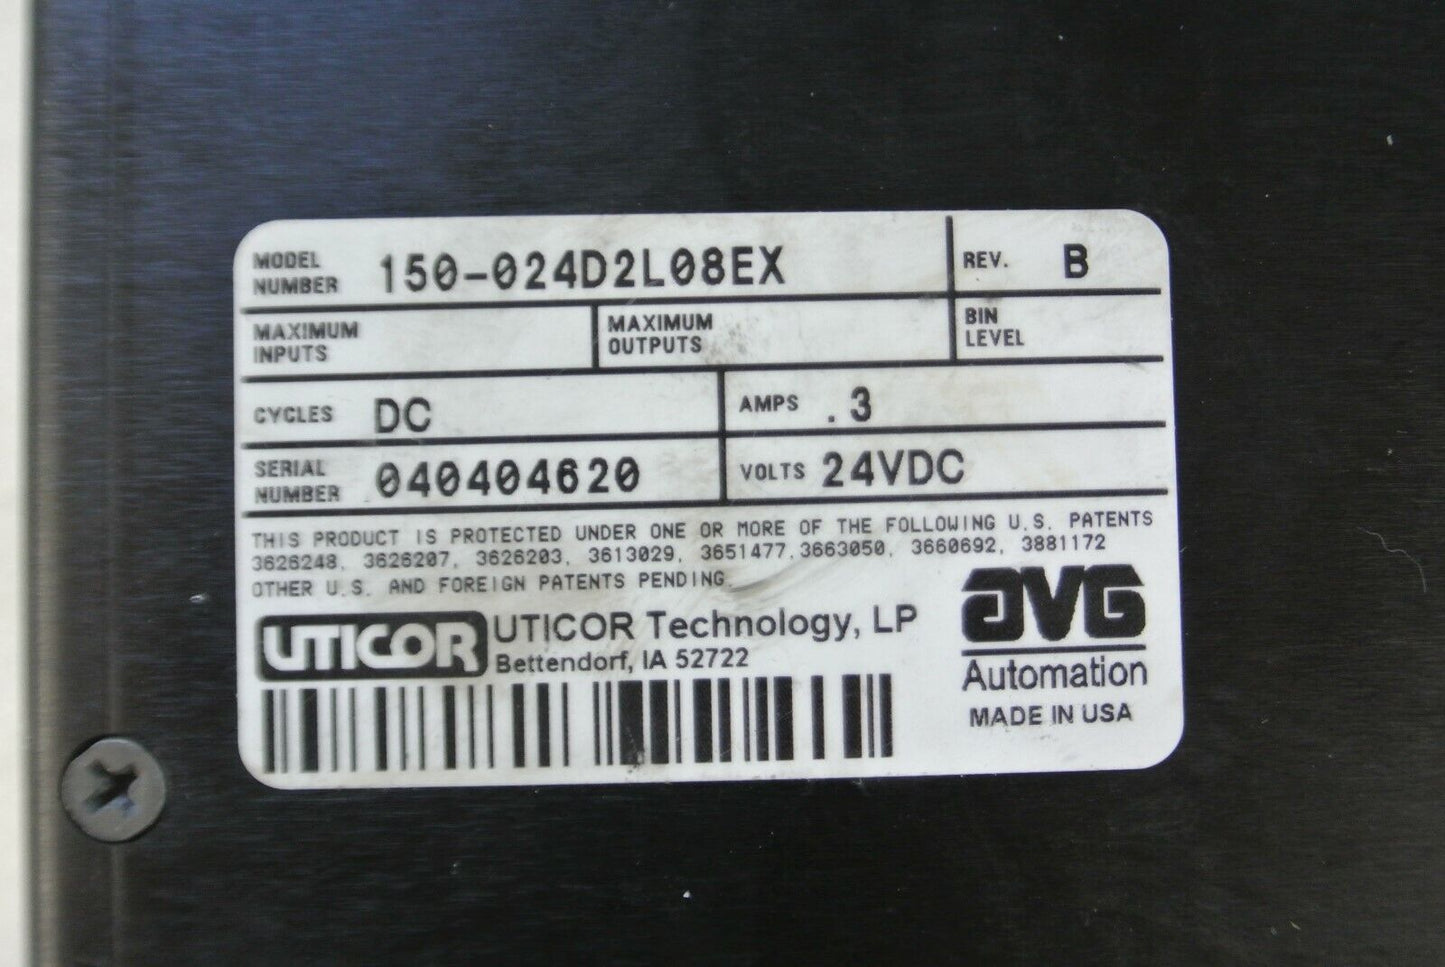 MODEL NUMBER 150-024D2L08EX REV. B
MAXIMUM INPUTS MAXIMUM OUTPUTS BIN LEVEL
CYCLES DC AMPS .3
SERIAL NUMBER 040404620 VOLTS 24VDC
THIS PRODUCT IS PROTECTED UNDER ONE OR MORE OF THE FOLLOWING U.S. PATENTS
3626248, 3626207, 3626203, 3613029, 3651477, 3663050, 3660692, 3881172
OTHER U.S. AND FOREIGN PATENTS PENDING.
UTICOR UTICOR Technology, LP
Bettendorf, IA 52722
AVG
Automation
MADE IN USA